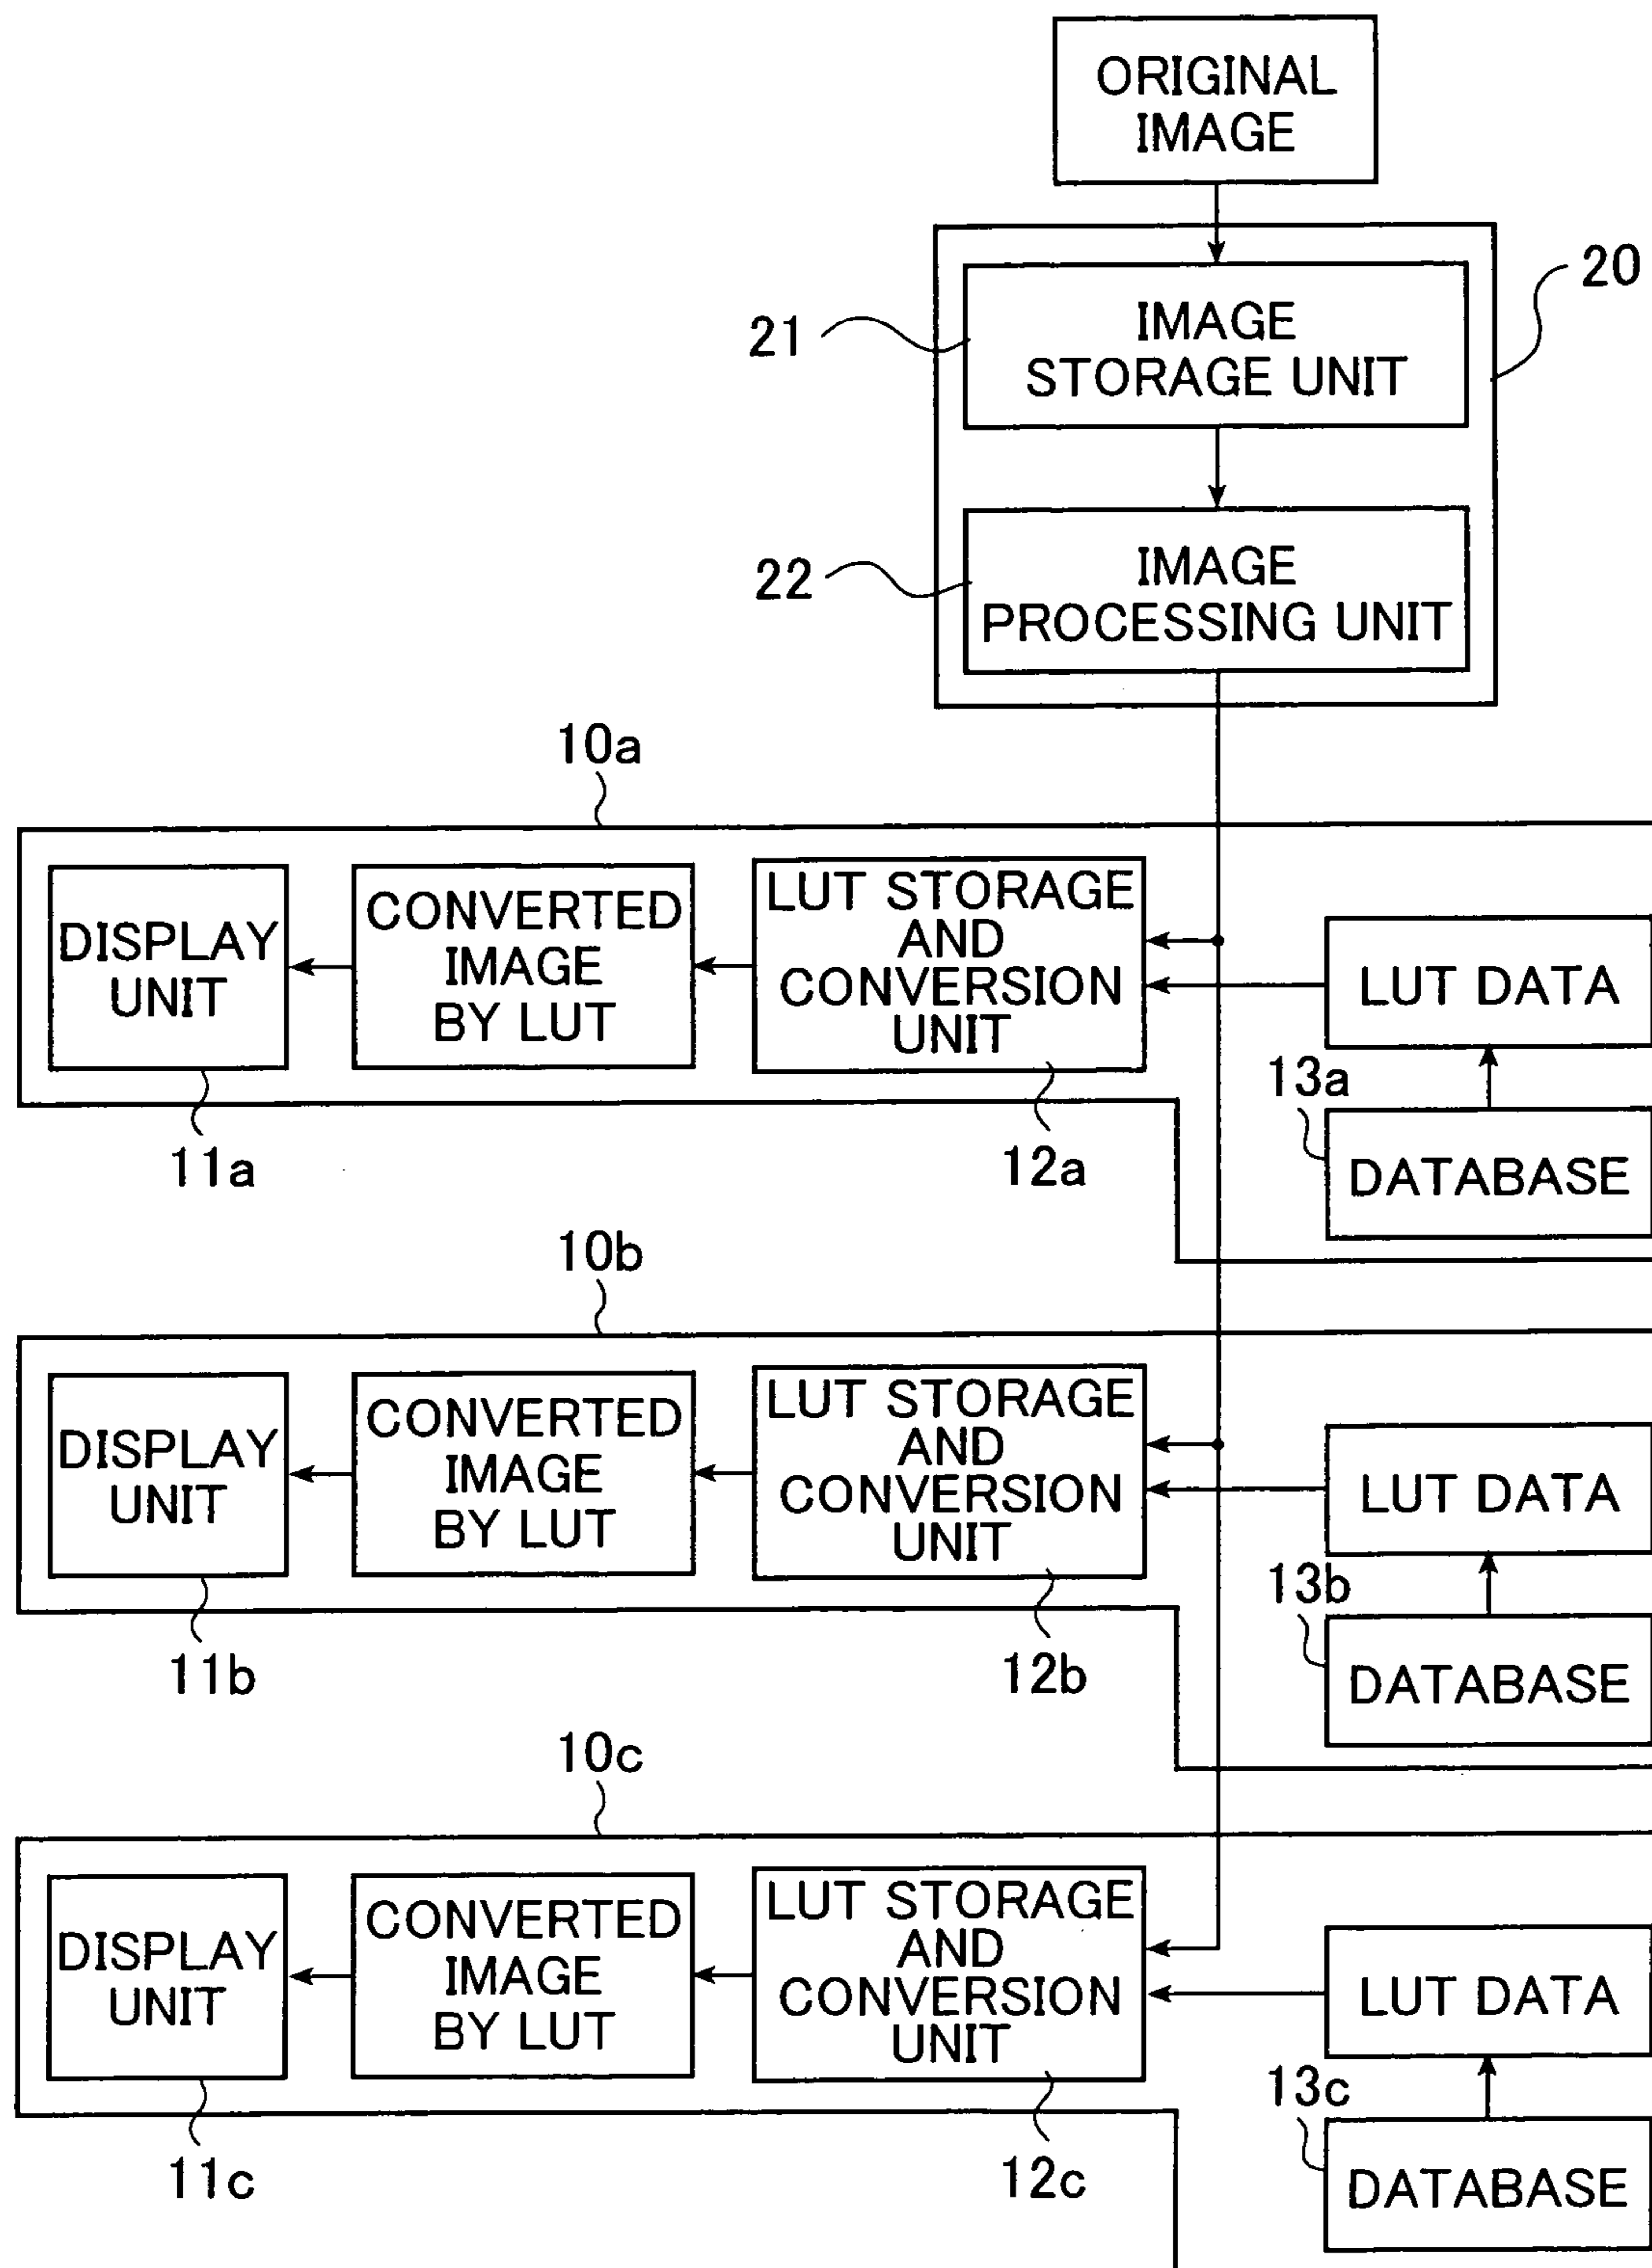 ORIGINAL
IMAGE
20
21
IMAGE
STORAGE UNIT
22
IMAGE
PROCESSING UNIT
10a
DISPLAY
UNIT
CONVERTED
IMAGE
BY LUT
LUT STORAGE
AND
CONVERSION
UNIT
LUT DATA
13a
DATABASE
11a
12a
10b
DISPLAY
UNIT
CONVERTED
IMAGE
BY LUT
LUT STORAGE
AND
CONVERSION
UNIT
LUT DATA
13b
DATABASE
11b
12b
10c
DISPLAY
UNIT
CONVERTED
IMAGE
BY LUT
LUT STORAGE
AND
CONVERSION
UNIT
LUT DATA
13c
DATABASE
11c
12c